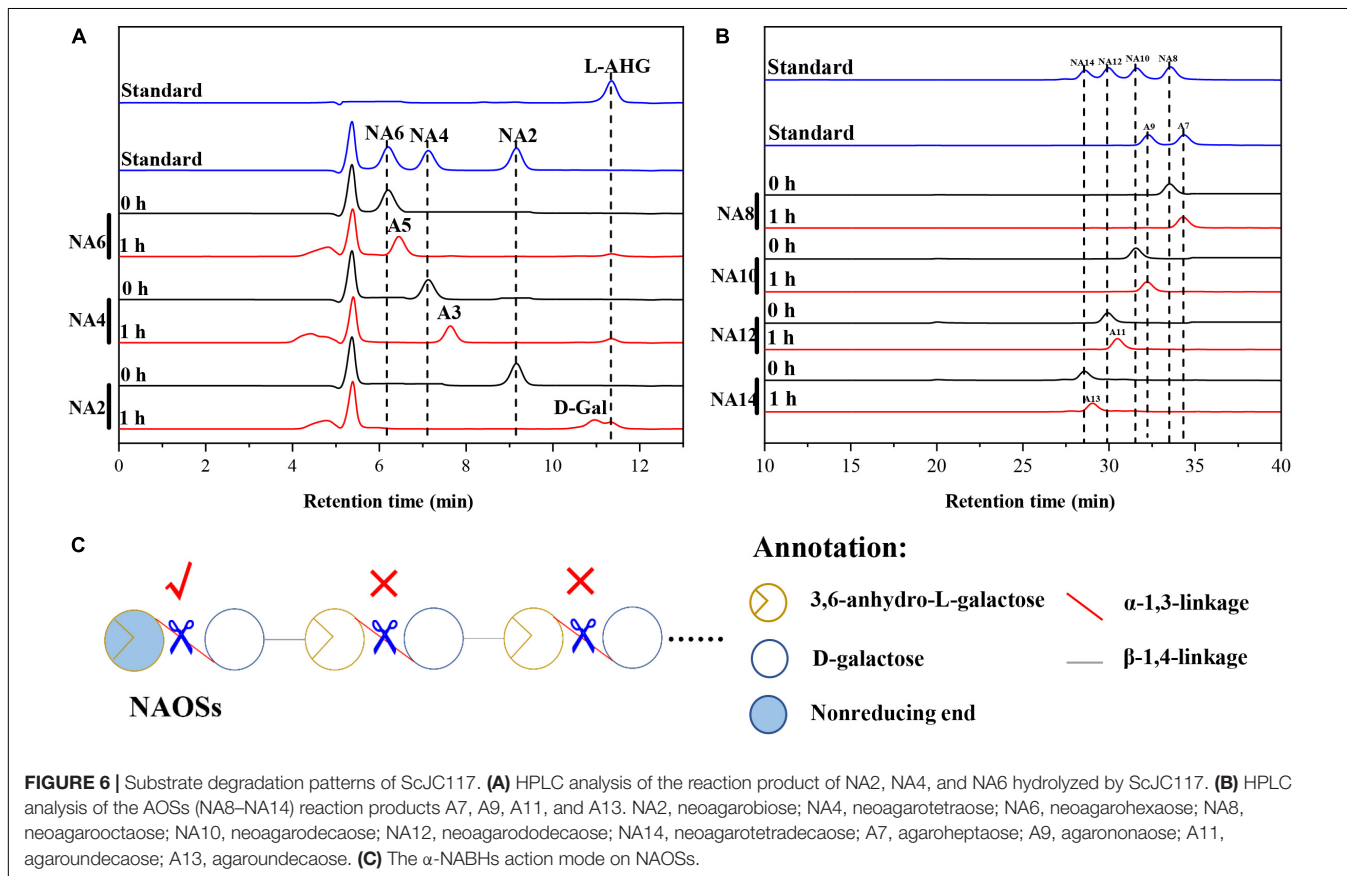 A
L-AHG
Standard
NA6 NA4 NA2
Standard
0 h
A5
NA6
1 h
0 h
A3
NA4
1 h
0 h
D-Gal
NA2
1 h
0 2 4 6 8 10 12
Retention time (min)
B
NA14 NA12 NA10 NA8
Standard
Standard
A9 A7
0 h
NA8
1 h
0 h
NA10
1 h
0 h
NA12
1 h
A11
0 h
NA14
1 h
A13
10 15 20 25 30 35 40
Retention time (min)
C
NAOSs
Annotation:
3,6-anhydro-L-galactose
α-1,3-linkage
D-galactose
β-1,4-linkage
Nonreducing end
FIGURE 6 | Substrate degradation patterns of ScJC117. (A) HPLC analysis of the reaction product of NA2, NA4, and NA6 hydrolyzed by ScJC117. (B) HPLC
analysis of the AOSs (NA8–NA14) reaction products A7, A9, A11, and A13. NA2, neoagarobiose; NA4, neoagarotetraose; NA6, neoagarohexaose; NA8,
neoagarooctaose; NA10, neoagarodecaose; NA12, neoagarododecaose; NA14, neoagarotetradecaose; A7, agaroheptaose; A9, agarononaose; A11,
agaroundecaose; A13, agaroundecaose. (C) The α-NABHs action mode on NAOSs.